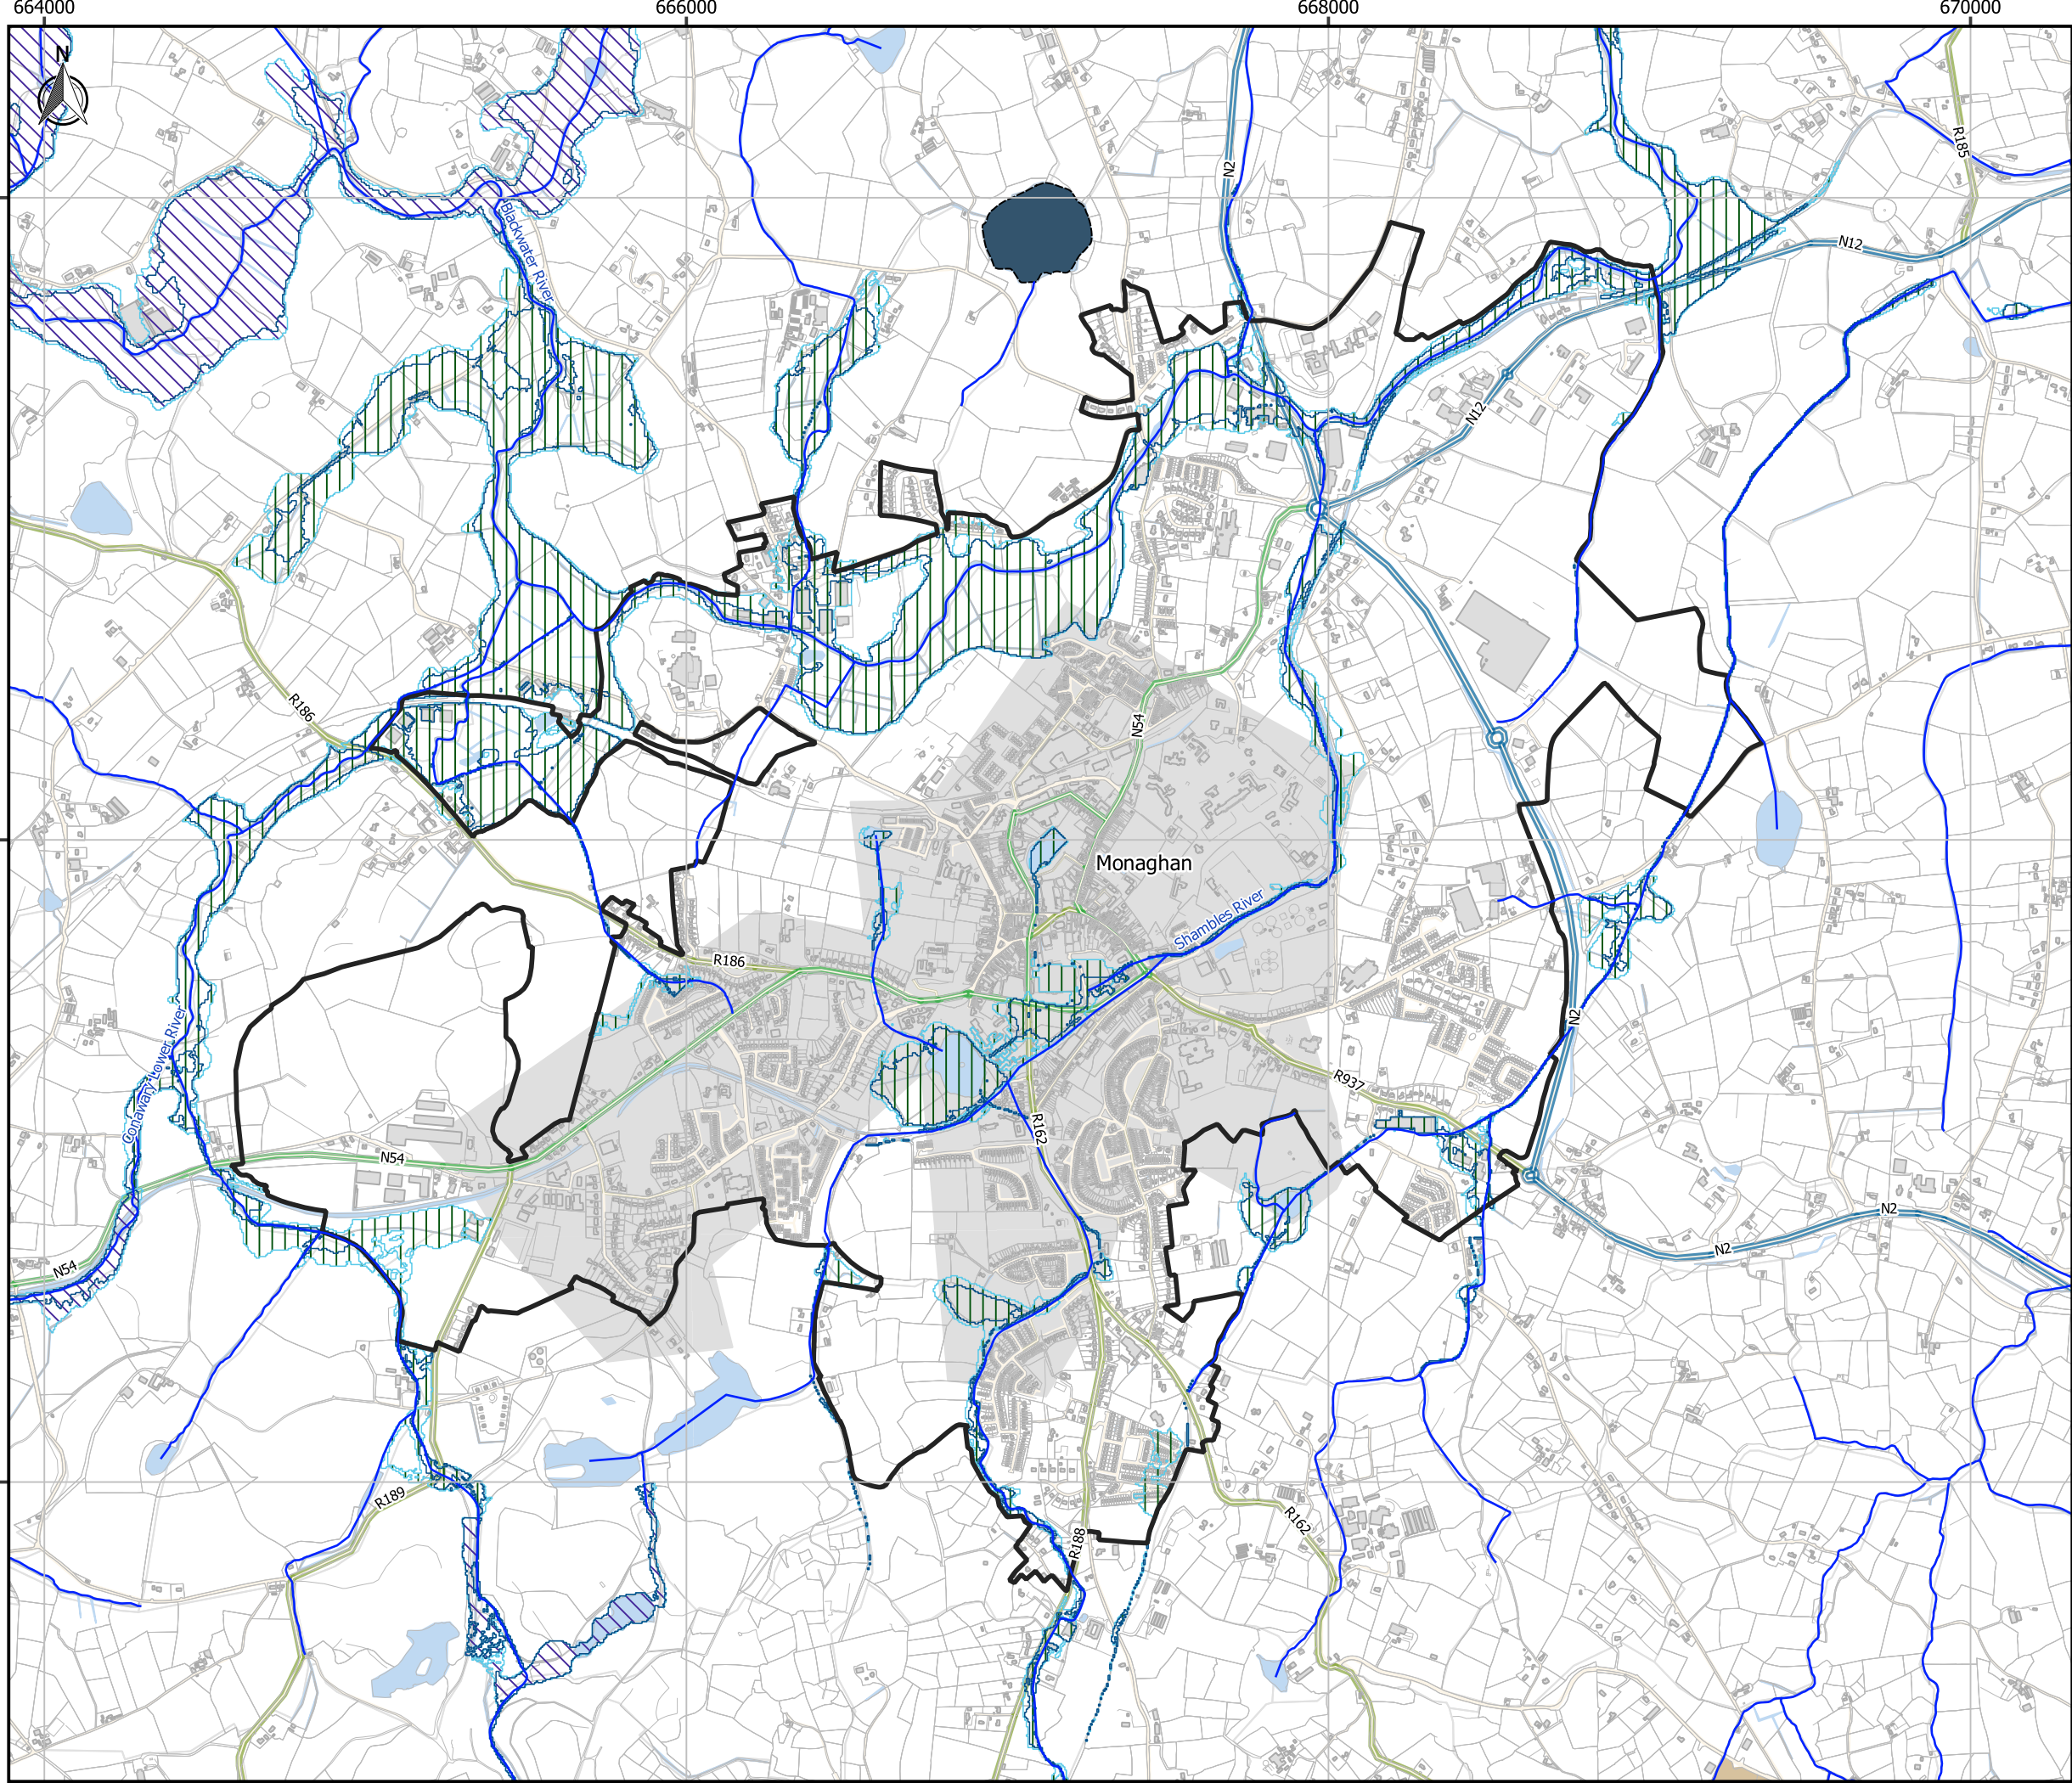 664000 666000 668000 670000
N
N2
R185
Blackwater River
N12
N12
R186
N54
Monaghan
Shambles River
R186
N2
Conawary Lower River
R937
R162
N54
N2
N2
N54
R189
R162
R188